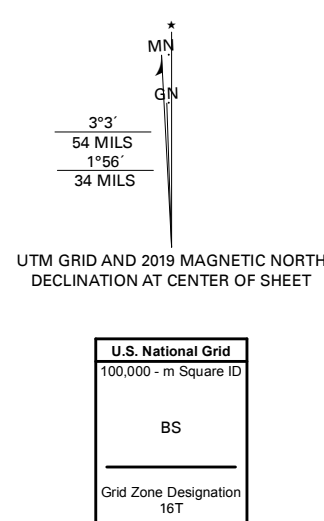 MN
GN
3°3´
54 MILS
1°56´
34 MILS
UTM GRID AND 2019 MAGNETIC NORTH
DECLINATION AT CENTER OF SHEET
U.S. National Grid
100,000 - m Square ID
BS
Grid Zone Designation
16T